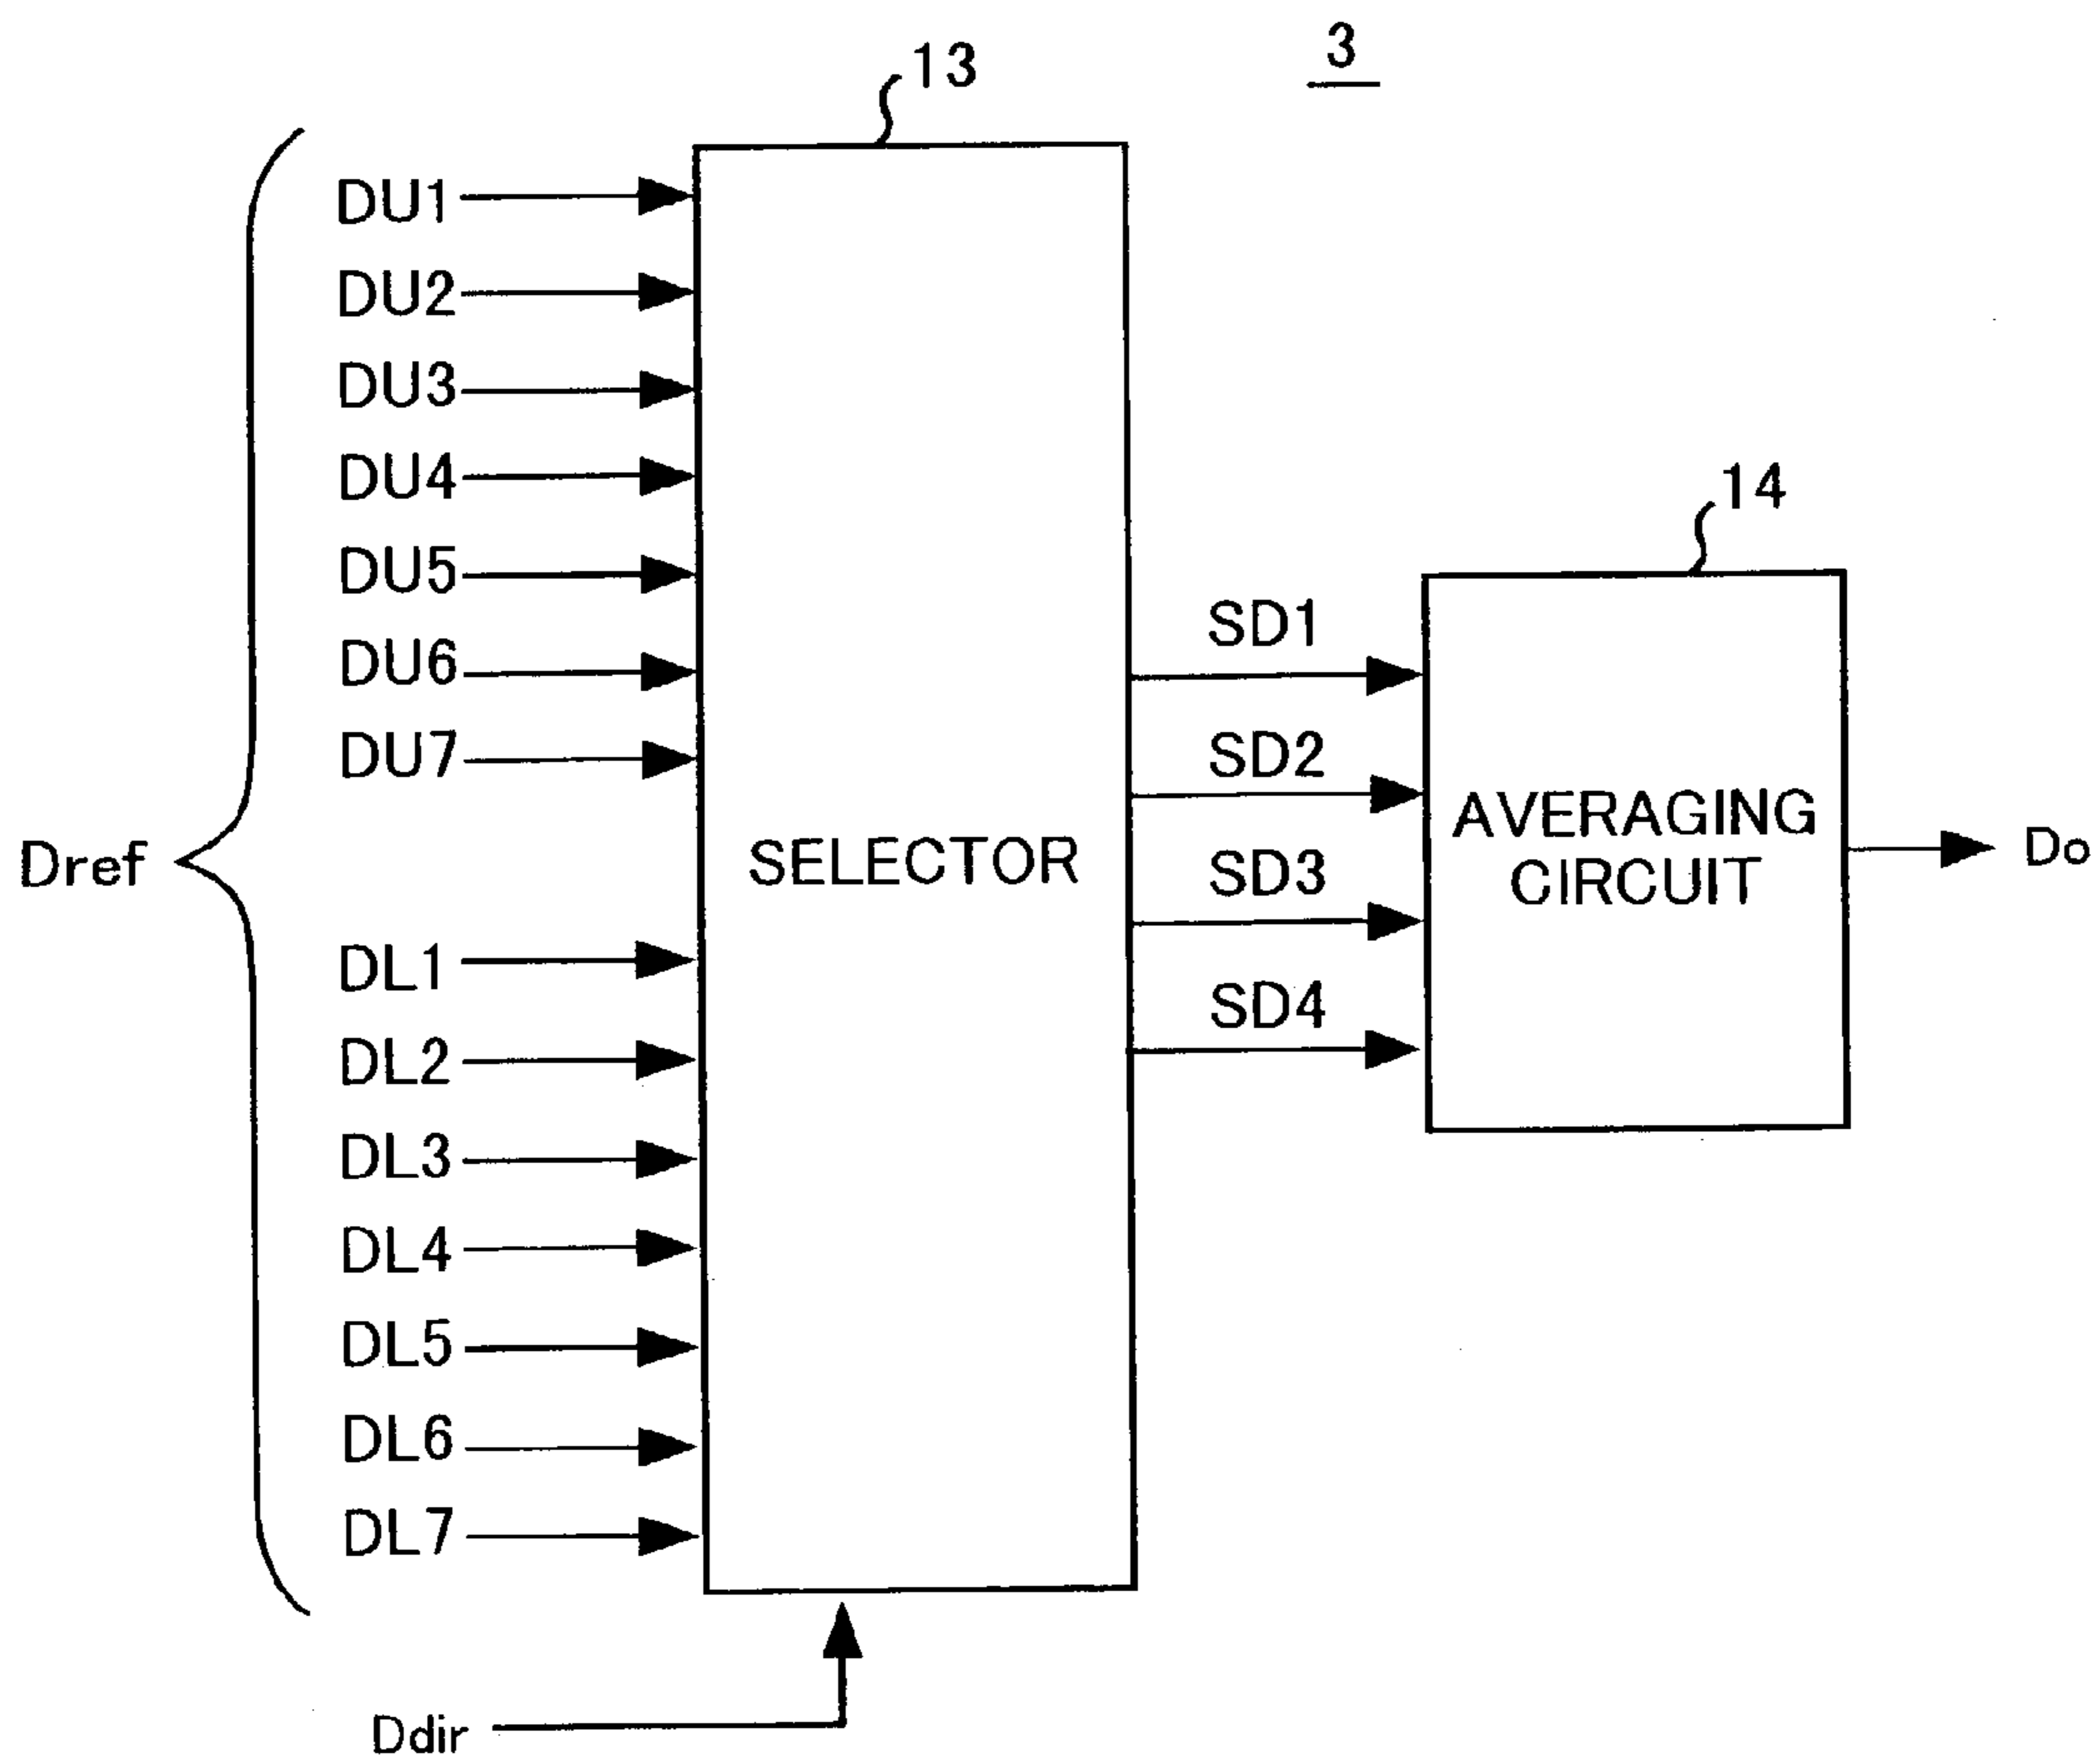 3
13
DU1
DU2
DU3
DU4
DU5
DU6
DU7
Dref
DL1
DL2
DL3
DL4
DL5
DL6
DL7
Ddir
SELECTOR
SD1
SD2
SD3
SD4
14
AVERAGING
CIRCUIT
Do